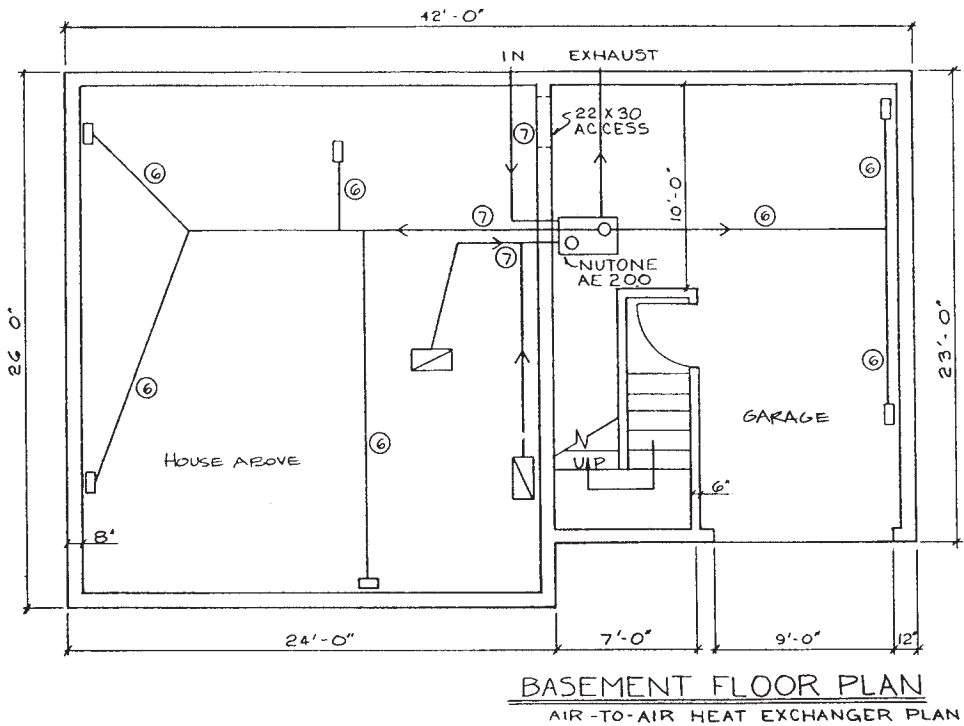 42'-0"
IN
EXHAUST
7
22 X 30
ACCESS
6
6
6
10'-0"
7
6
7
NUTONE
AE 200
26' 0"
23'-0"
6
6
GARAGE
6
HOUSE ABOVE
UP
6"
8"
24'-0"
7'-0"
9'-0"
12"
BASEMENT FLOOR PLAN
AIR-TO-AIR HEAT EXCHANGER PLAN